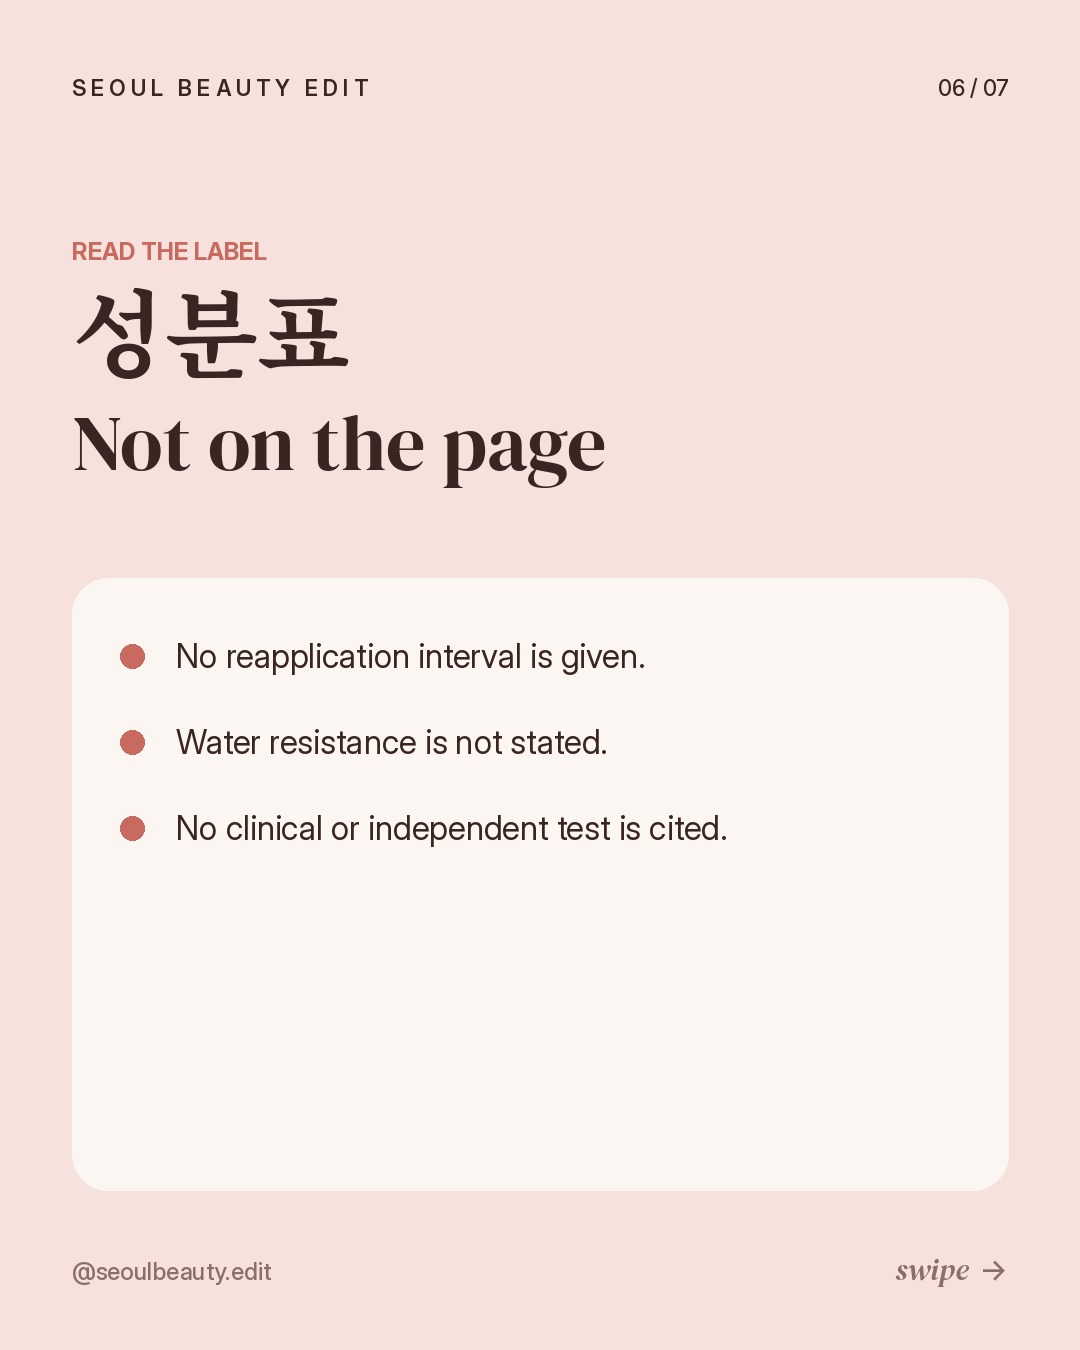 SEOUL BEAUTY EDIT
06 / 07
READ THE LABEL
성분표
Not on the page
No reapplication interval is given.
Water resistance is not stated.
No clinical or independent test is cited.
@seoulbeauty.edit
swipe →